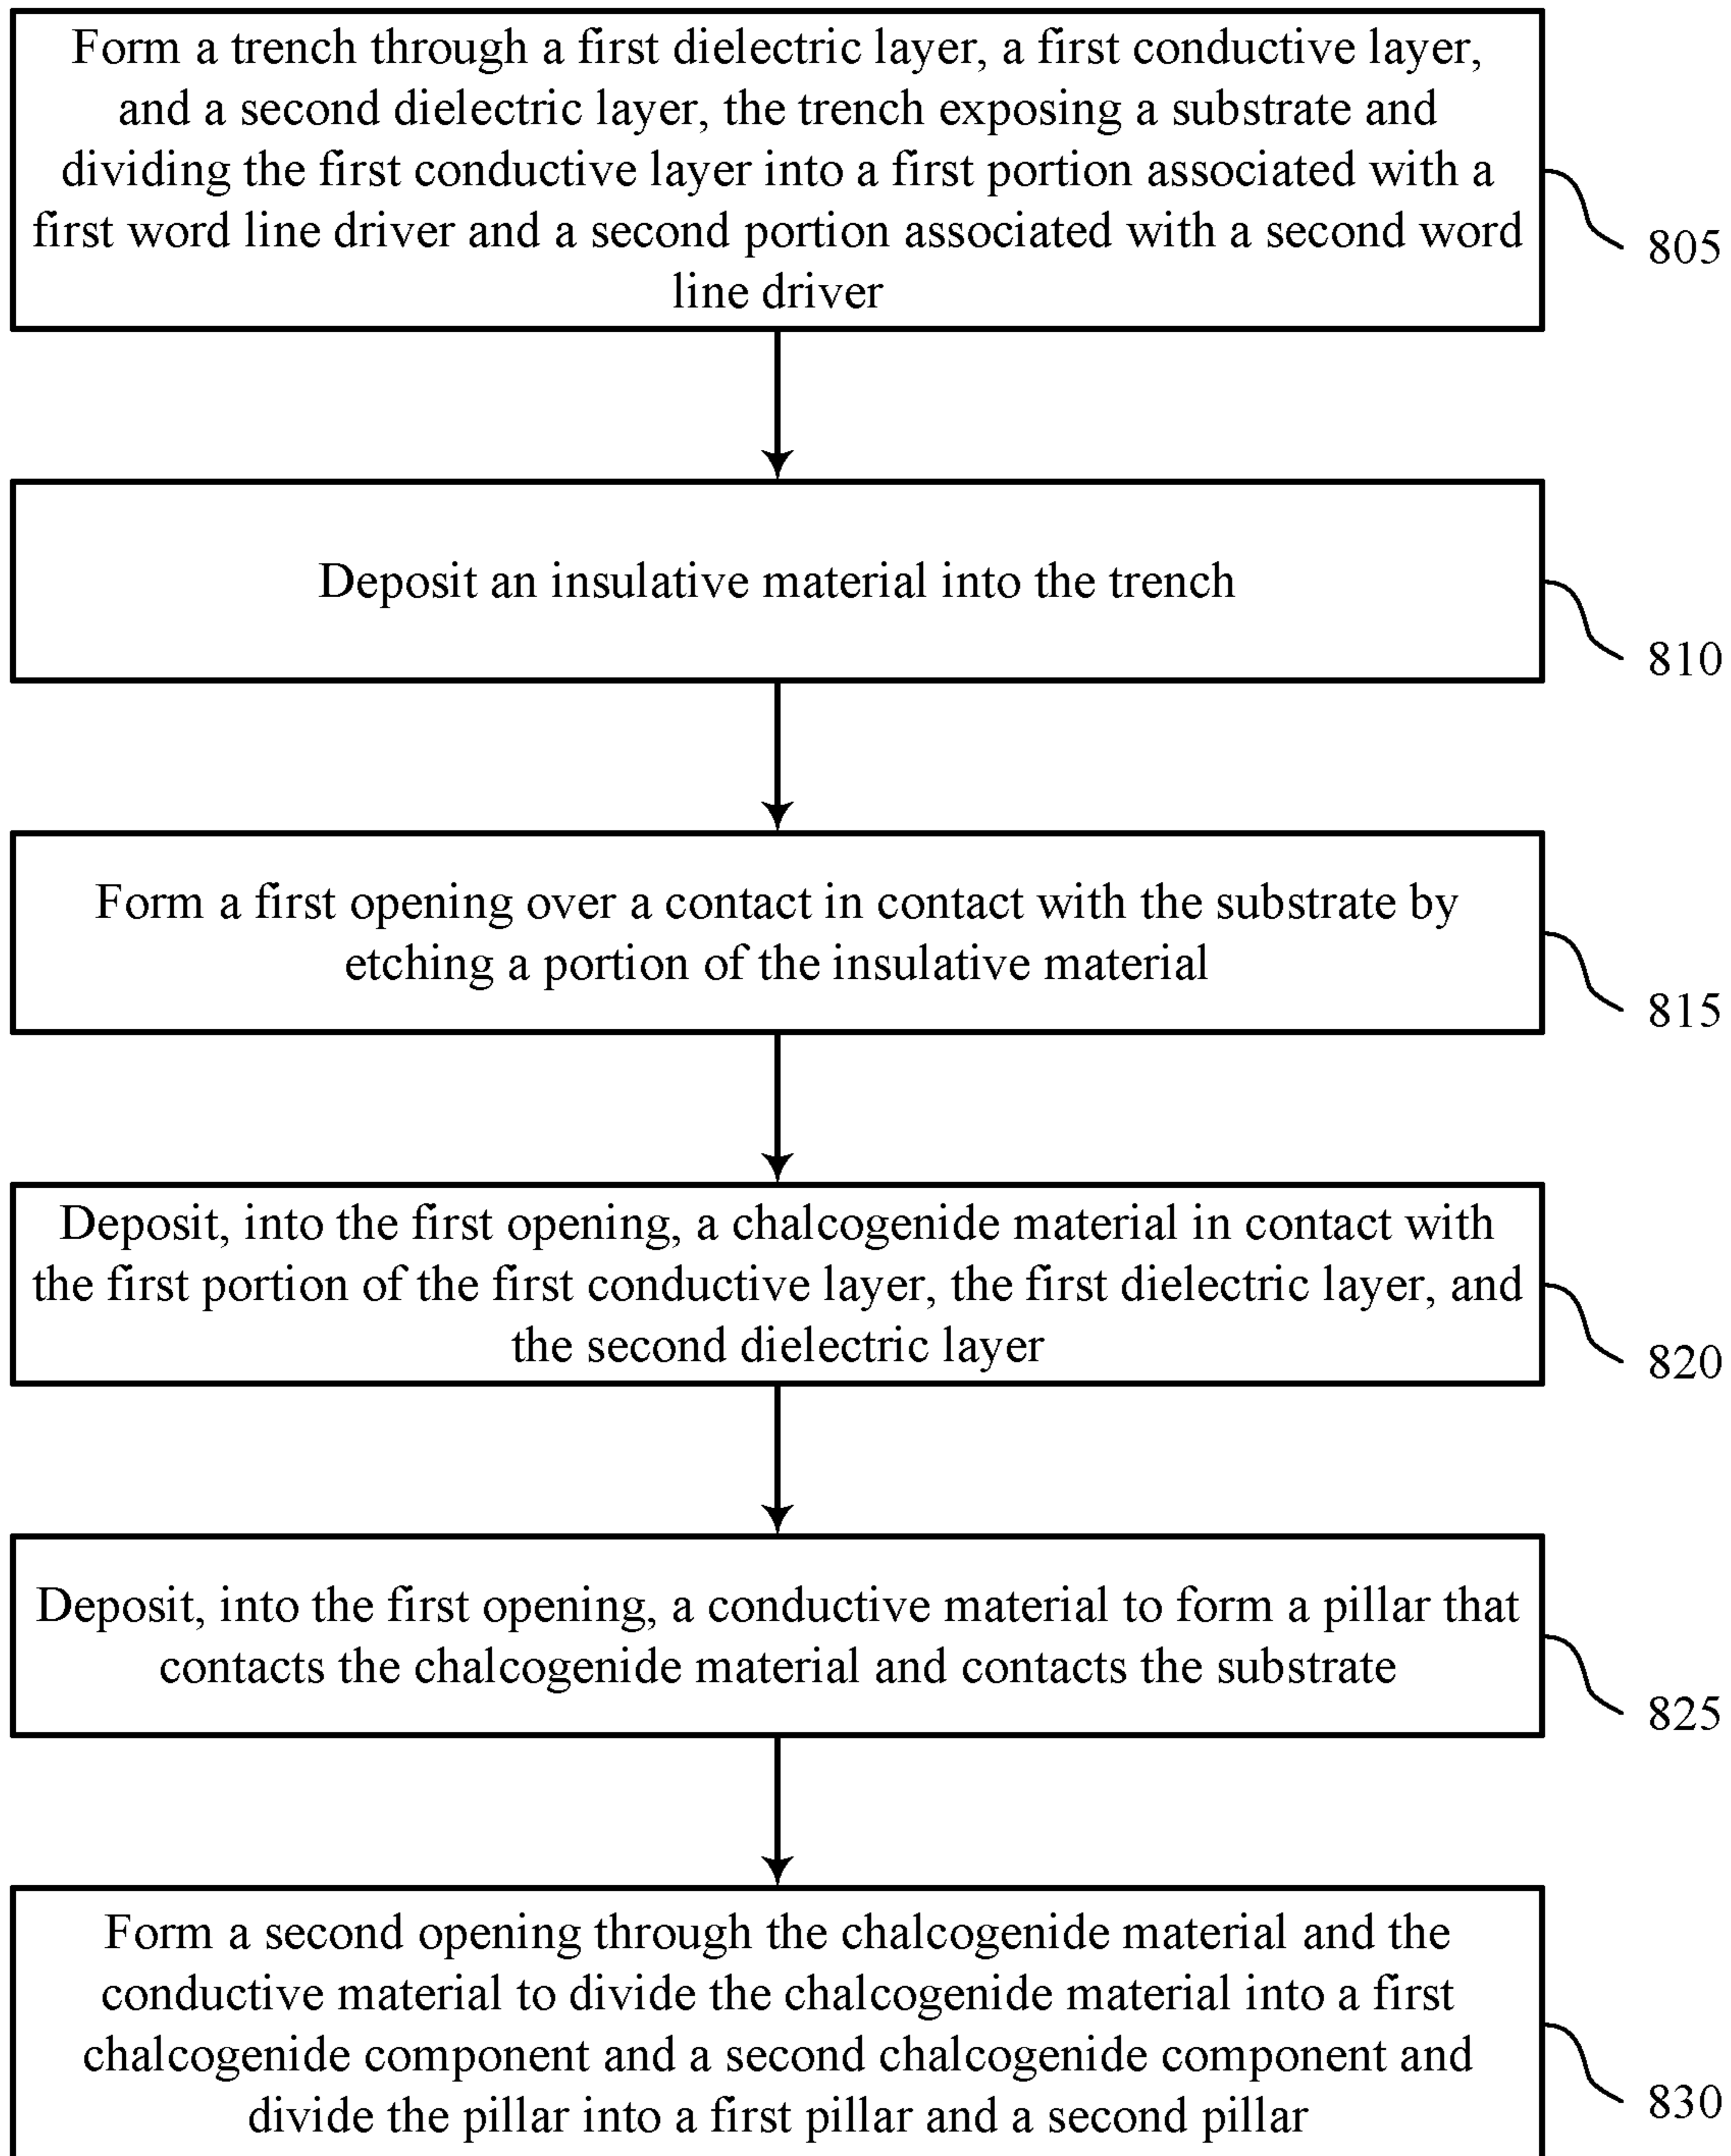 Form a trench through a first dielectric layer, a first conductive layer,
and a second dielectric layer, the trench exposing a substrate and
dividing the first conductive layer into a first portion associated with a
first word line driver and a second portion associated with a second word
line driver
805
Deposit an insulative material into the trench
810
Form a first opening over a contact in contact with the substrate by
etching a portion of the insulative material
815
Deposit, into the first opening, a chalcogenide material in contact with
the first portion of the first conductive layer, the first dielectric layer, and
the second dielectric layer
820
Deposit, into the first opening, a conductive material to form a pillar that
contacts the chalcogenide material and contacts the substrate
825
Form a second opening through the chalcogenide material and the
conductive material to divide the chalcogenide material into a first
chalcogenide component and a second chalcogenide component and
divide the pillar into a first pillar and a second pillar
830